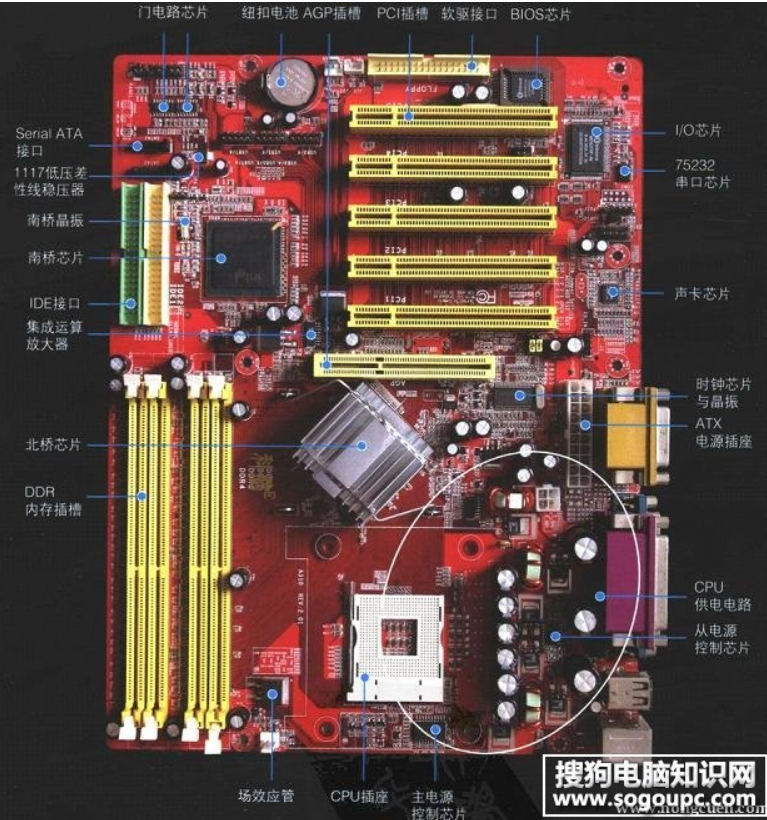 门电路芯片
纽扣电池
AGP插槽
PCI插槽
软驱接口
BIOS芯片
Serial ATA
接口
1117低压差
性线稳压器
南桥晶振
南桥芯片
IDE接口
集成运算
放大器
北桥芯片
DDR
内存插槽
I/O芯片
75232
串口芯片
声卡芯片
时钟芯片
与晶振
ATX
电源插座
CPU
供电电路
从电源
控制芯片
场效应管
CPU插座
主电源
控制芯片
FLOPPY
PCI4
PCI3
PCI2
PCI1
AGP
DDR4
搜狗电脑知识网
www.sogoupc.com